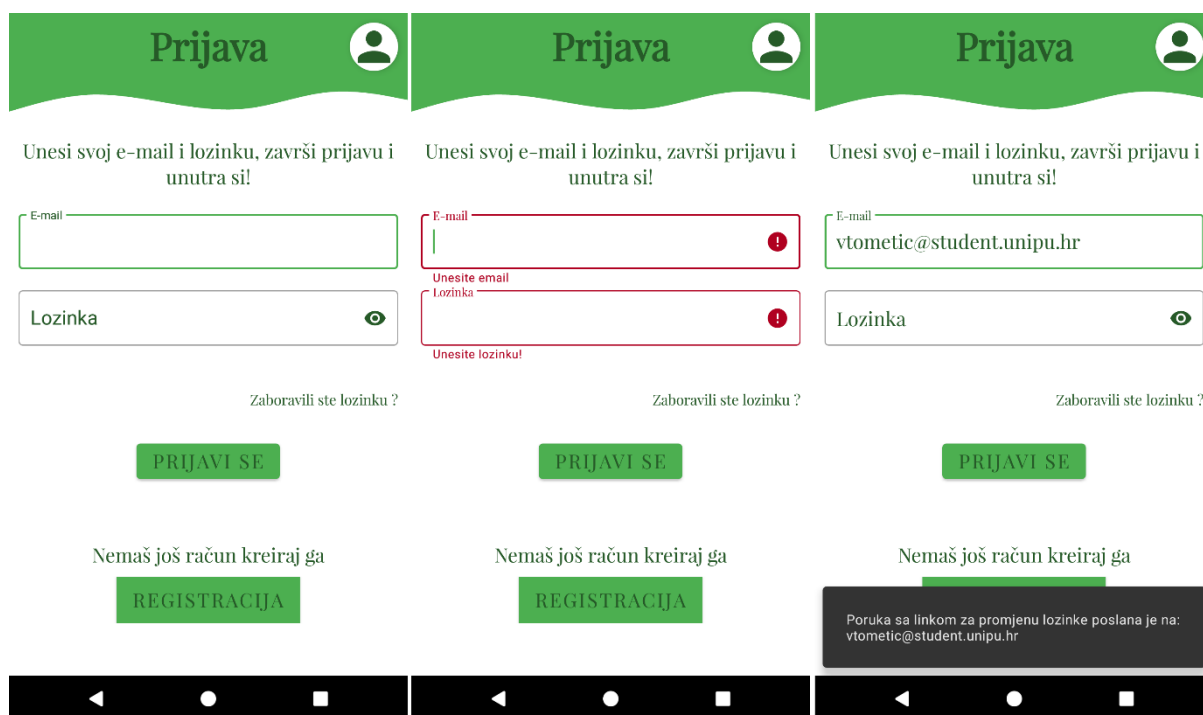 Prijava
Unesi svoj e-mail i lozinku, završi prijavu i
unutra si!
E-mail
Lozinka
Zaboravili ste lozinku ?
PRIJAVI SE
Nemaš još račun kreiraj ga
REGISTRACIJA
Prijava
Unesi svoj e-mail i lozinku, završi prijavu i
unutra si!
E-mail
Unesite email
Lozinka
Unesite lozinku!
Zaboravili ste lozinku ?
PRIJAVI SE
Nemaš još račun kreiraj ga
REGISTRACIJA
Prijava
Unesi svoj e-mail i lozinku, završi prijavu i
unutra si!
E-mail
vtometic@student.unipu.hr
Lozinka
Zaboravili ste lozinku ?
PRIJAVI SE
Nemaš još račun kreiraj ga
Poruka sa linkom za promjenu lozinke poslana je na:
vtometic@student.unipu.hr